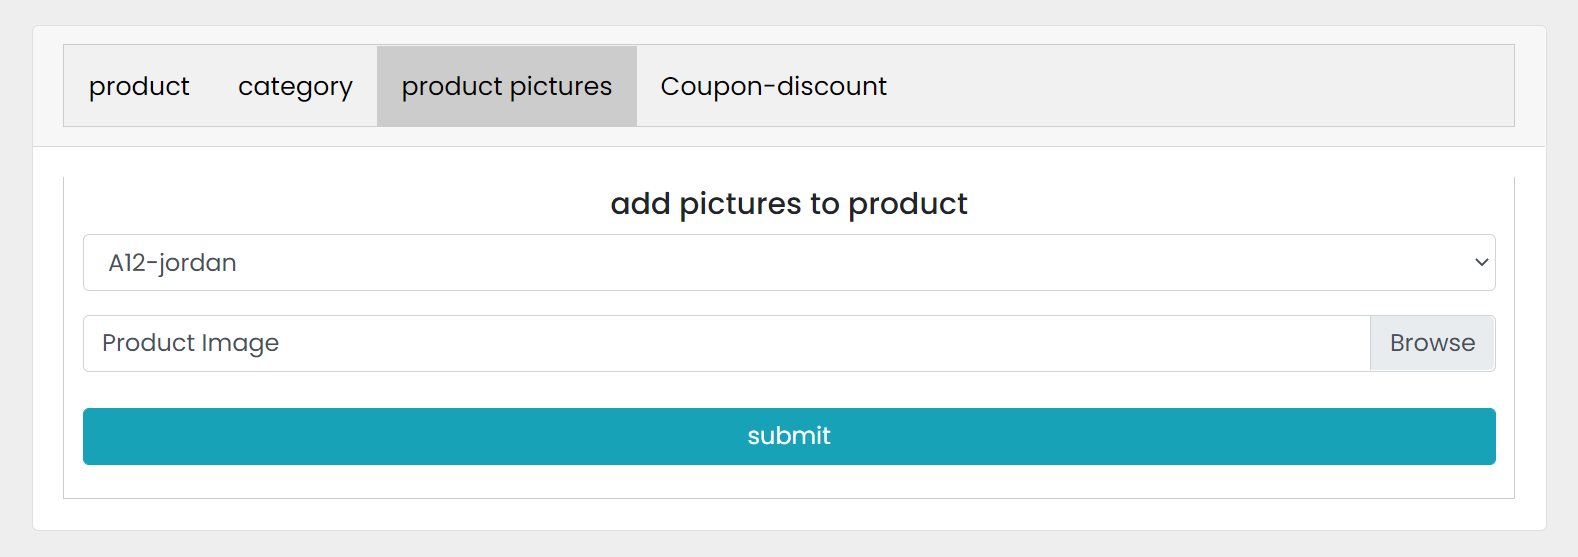 product category product pictures Coupon-discount
add pictures to product
A12-jordan
Product Image Browse
submit